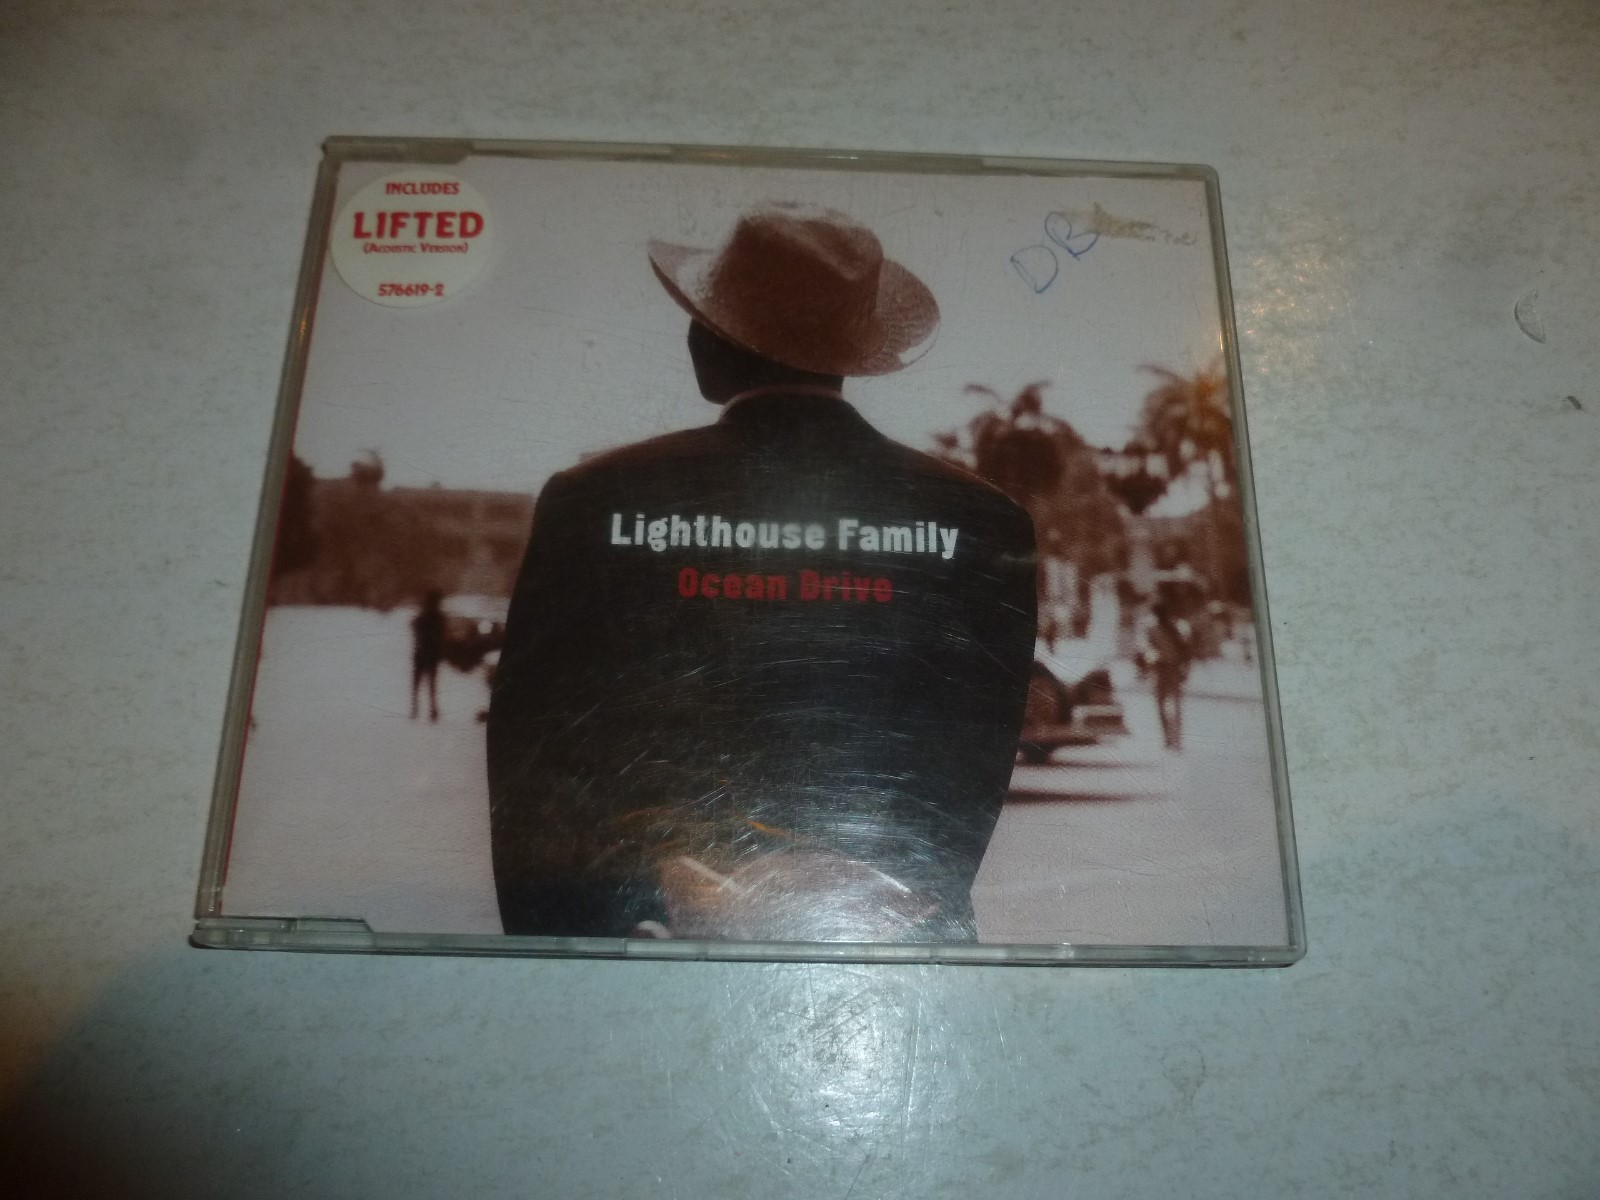 INCLUDES
LIFTED
(ACOUSTIC VERSION)
576619-2
DB
Lighthouse Family
Ocean Drive